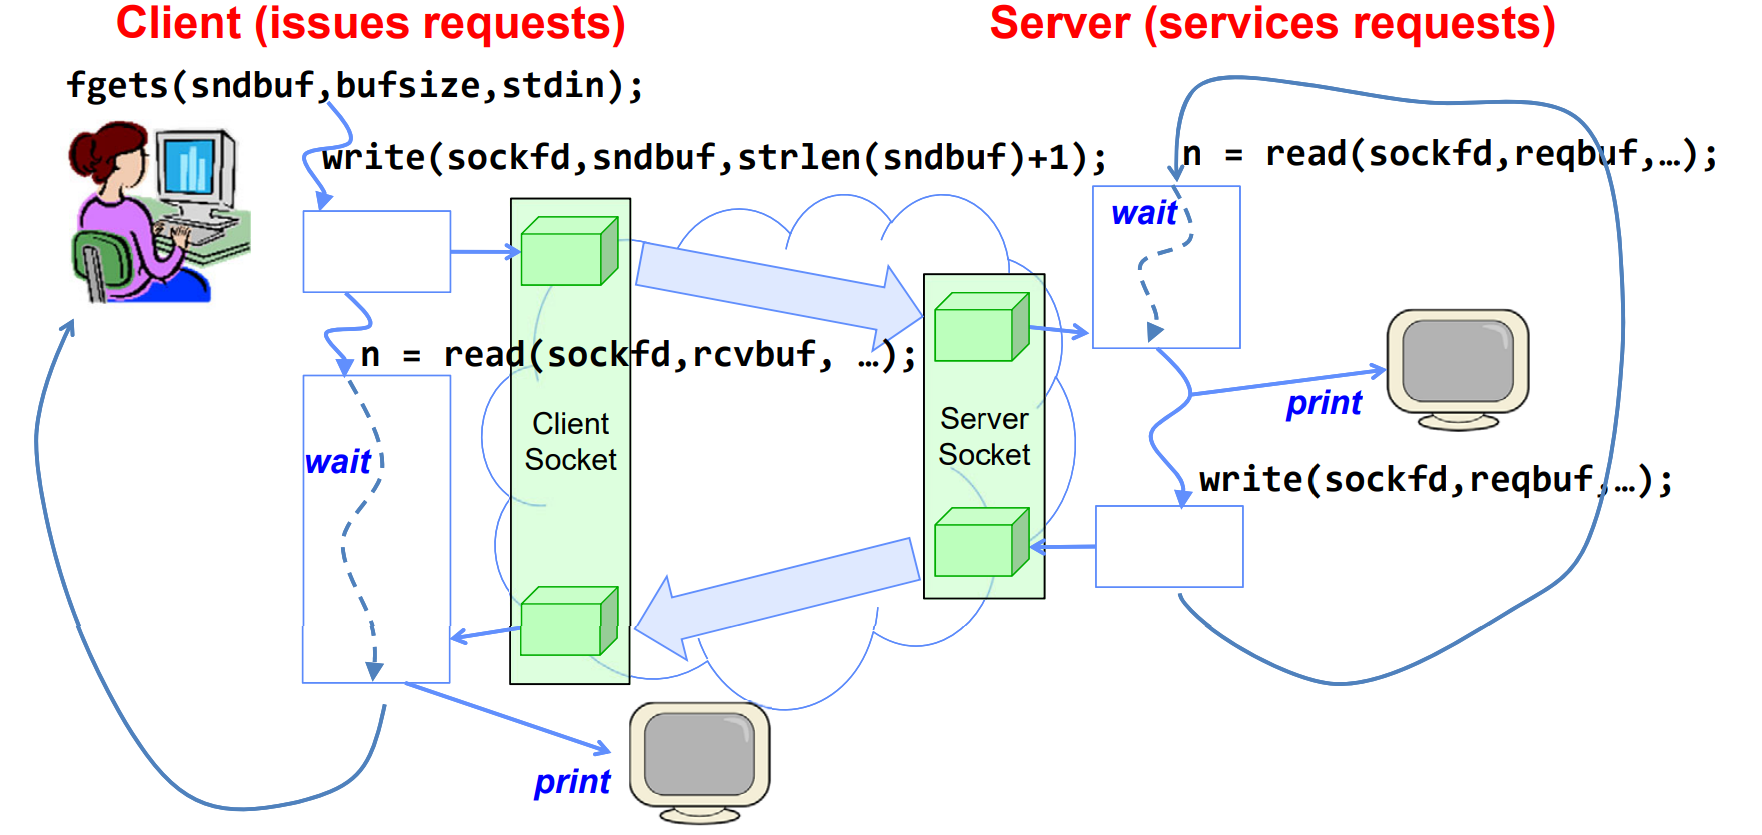 Client (issues requests)
Server (services requests)
fgets(sndbuf,bufsize,stdin);
write(sockfd,sndbuf,strlen(sndbuf)+1);
n = read(sockfd,reqbuf,…);
wait
n = read(sockfd,rcvbuf, …);
print
Client
Socket
Server
Socket
wait
write(sockfd,reqbuf,…);
print